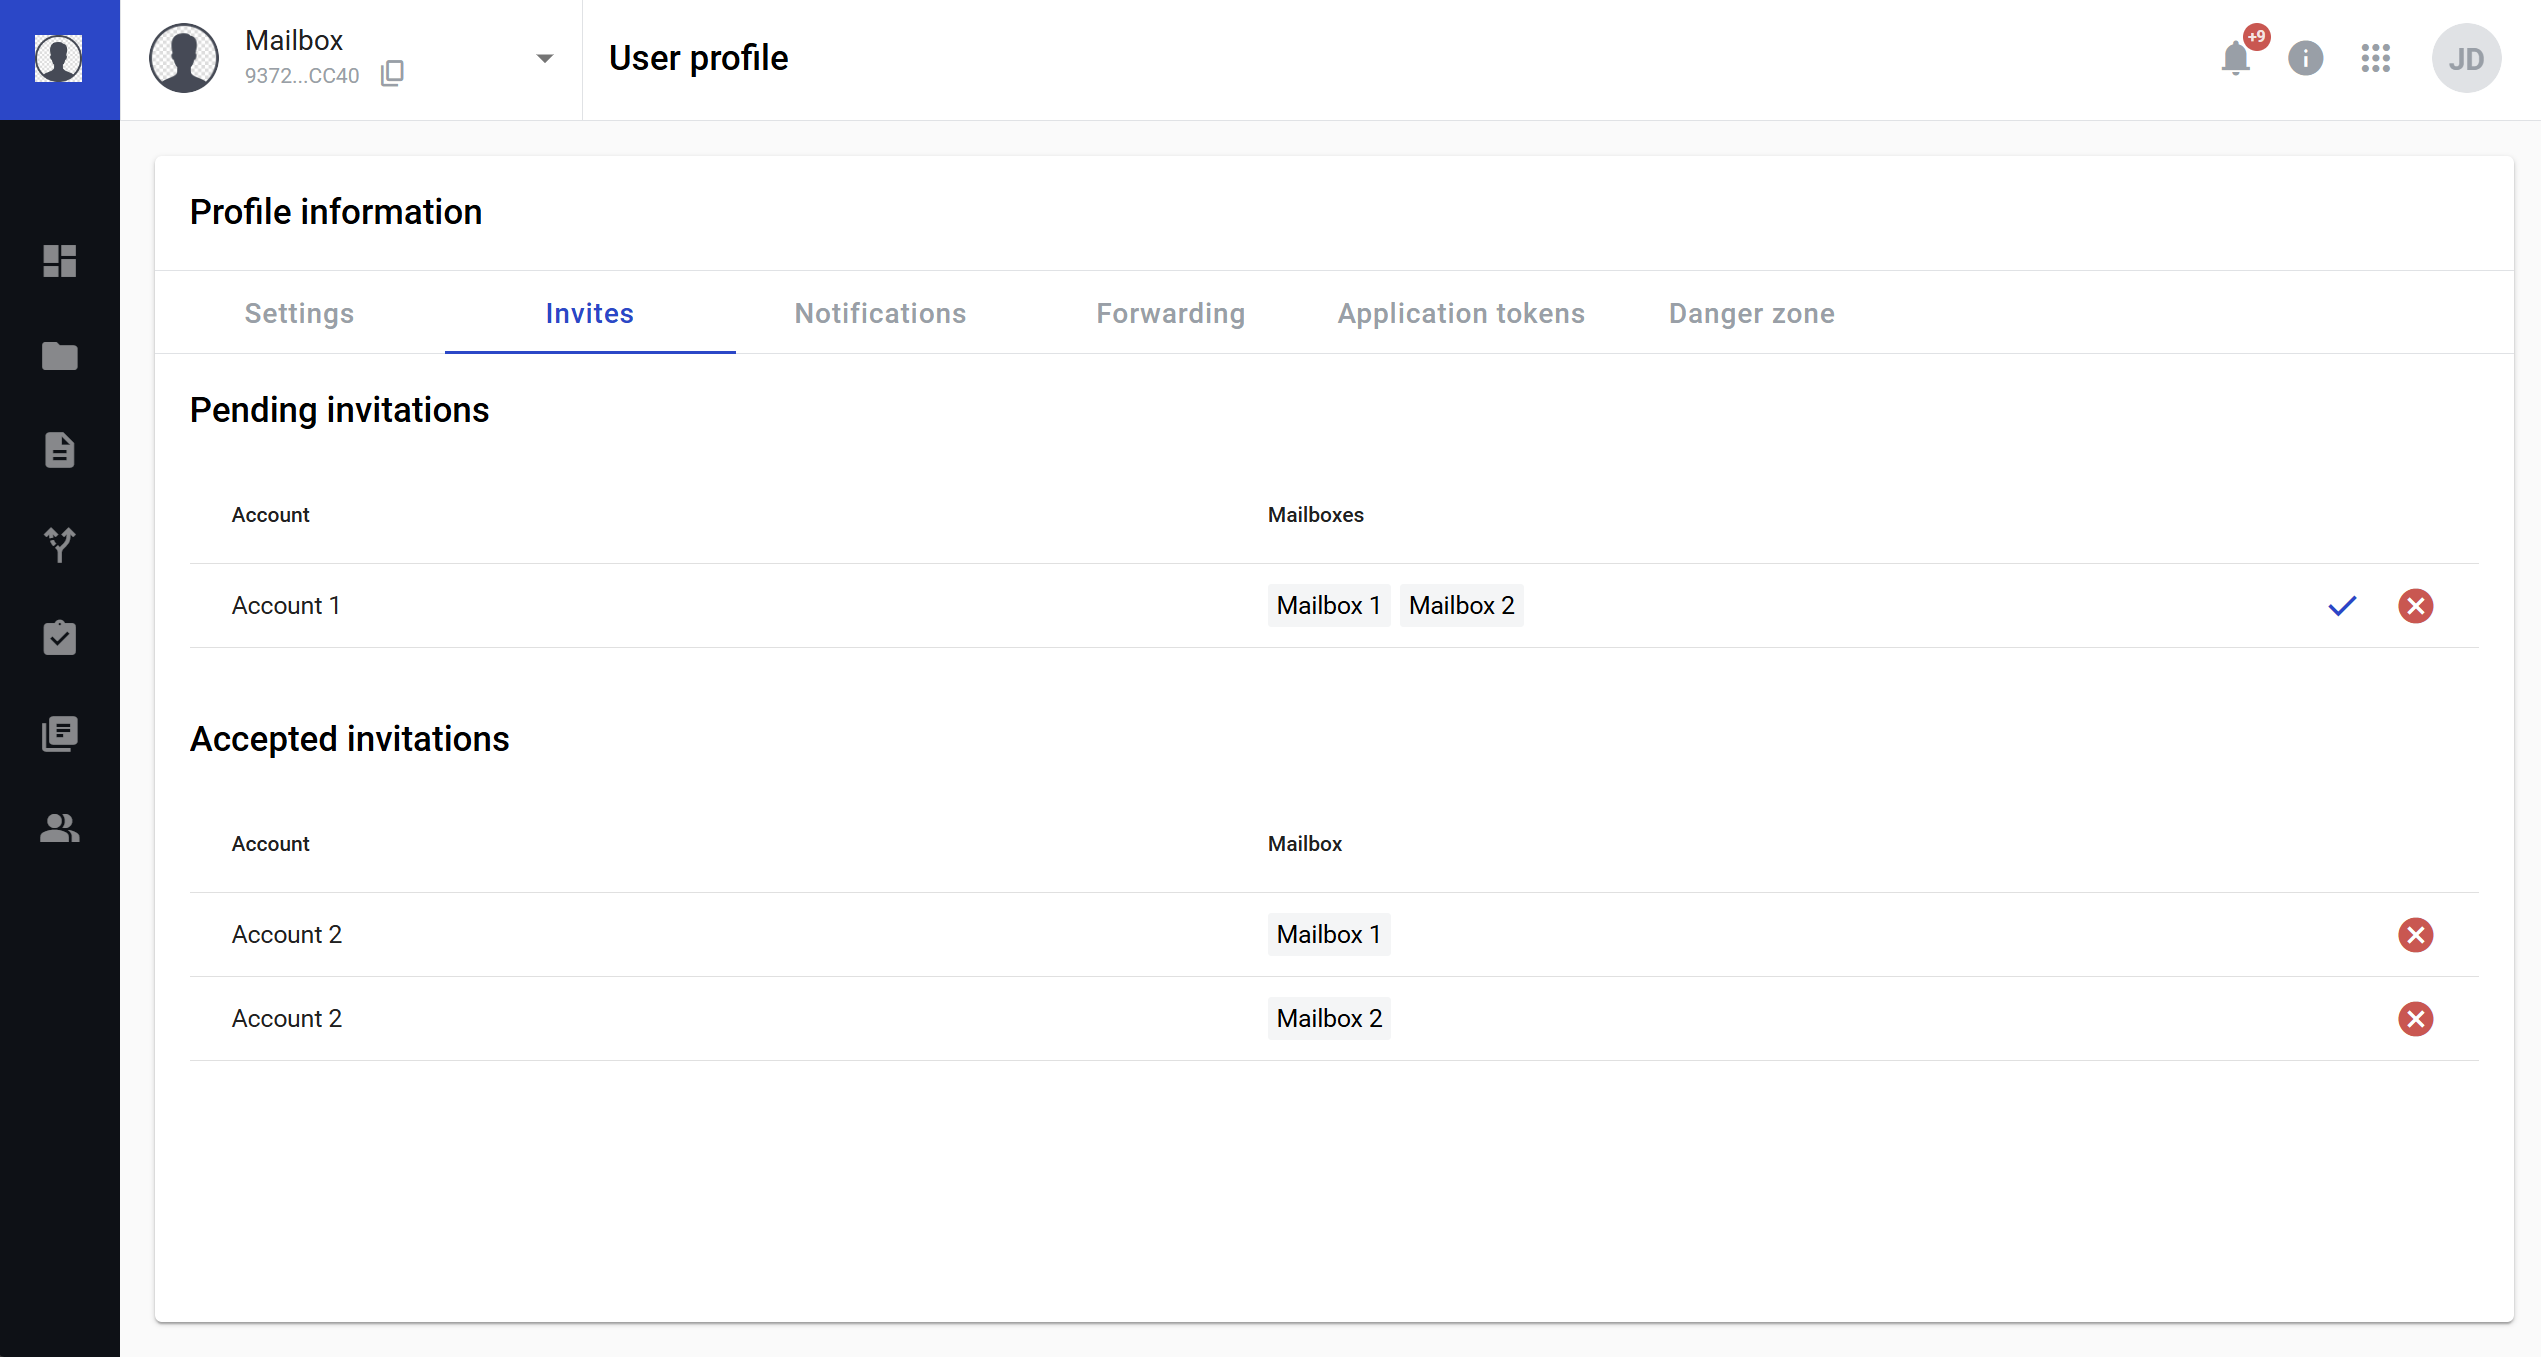 Mailbox
9372...CC40
User profile
+9
JD
Profile information
Settings Invites Notifications Forwarding Application tokens Danger zone
Pending invitations
Account Mailboxes
Account 1 Mailbox 1 Mailbox 2
Accepted invitations
Account Mailbox
Account 2 Mailbox 1
Account 2 Mailbox 2